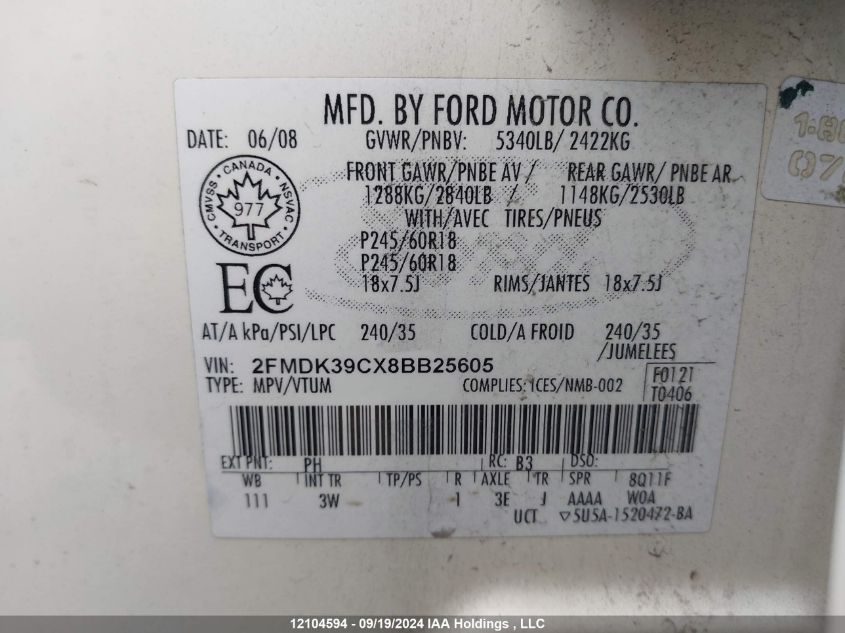 MFD. BY FORD MOTOR CO.
DATE: 06/08 GVWR/PNBV: 5340LB/ 2422KG
FRONT GAWR/PNBE AV / REAR GAWR/ PNBE AR
1288KG/2840LB / 1148KG/2530LB
WITH/AVEC TIRES/PNEUS
P245/60R18
P245/60R18
18x7.5J RIMS/JANTES 18x7.5J
CMVSS · CANADA · NSVAC
977
· TRANSPORT ·
EC
AT/A kPa/PSI/LPC 240/35 COLD/A FROID 240/35
/JUMELEES
VIN: 2FMDK39CX8BB25605
TYPE: MPV/VTUM COMPLIES: ICES/NMB-002
F0121
T0406
EXT PNT: PH RC: B3 DSO:
WB INT TR TP/PS R AXLE TR SPR 8Q11F
111 3W 1 3E J AAAA W0A
UCT ▽5U5A-1520472-BA
12104594 - 09/19/2024 IAA Holdings , LLC